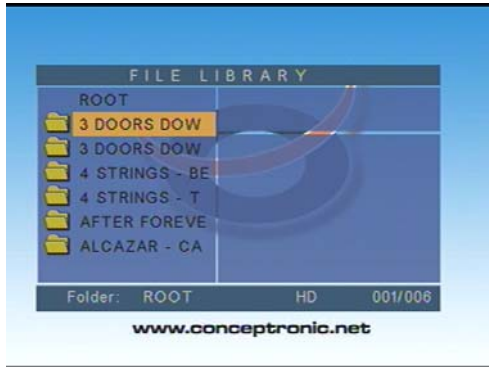 FILE LIBRARY
ROOT
3 DOORS DOW
3 DOORS DOW
4 STRINGS - BE
4 STRINGS - T
AFTER FOREVE
ALCAZAR - CA
Folder: ROOT HD 001/006
www.conceptronic.net